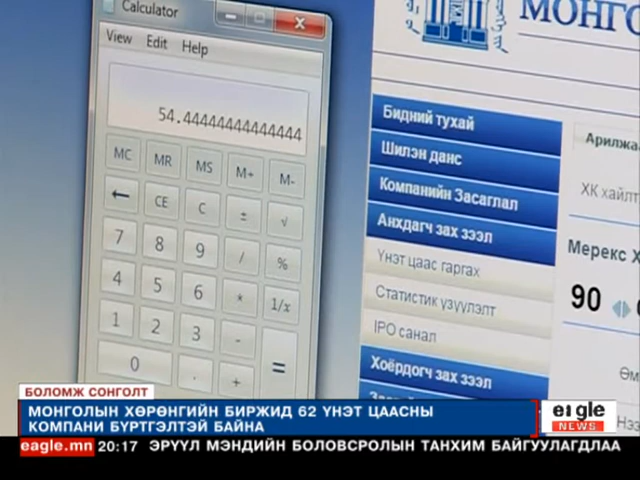 Calculator
View Edit Help
54.44444444444444
MC MR MS M+ M-
← CE C ± √
7 8 9 / %
4 5 6 * 1/x
1 2 3 - =
0 . +
МОНГО
Бидний тухай
Шилэн данс
Компанийн Засаглал
Анхдагч зах зээл
Үнэт цаас гаргах
Статистик үзүүлэлт
IPO санал
Хоёрдогч зах зээл
Арилжа
ХК хайлт
Мерекс Х
90
Өм
Нээ
БОЛОМЖ СОНГОЛТ
МОНГОЛЫН ХӨРӨНГИЙН БИРЖИД 62 ҮНЭТ ЦААСНЫ
КОМПАНИ БҮРТГЭЛТЭЙ БАЙНА
eagle
NEWS
eagle.mn 20:17 ЭРҮҮЛ МЭНДИЙН БОЛОВСРОЛЫН ТАНХИМ БАЙГУУЛАГДЛАА